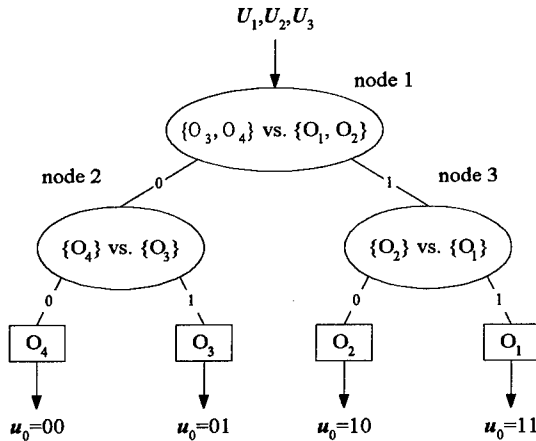 U₁,U₂,U₃
node 1
{O₃, O₄} vs. {O₁, O₂}
node 2
0
1
node 3
{O₄} vs. {O₃}
{O₂} vs. {O₁}
0
1
0
1
O₄
O₃
O₂
O₁
u₀=00
u₀=01
u₀=10
u₀=11